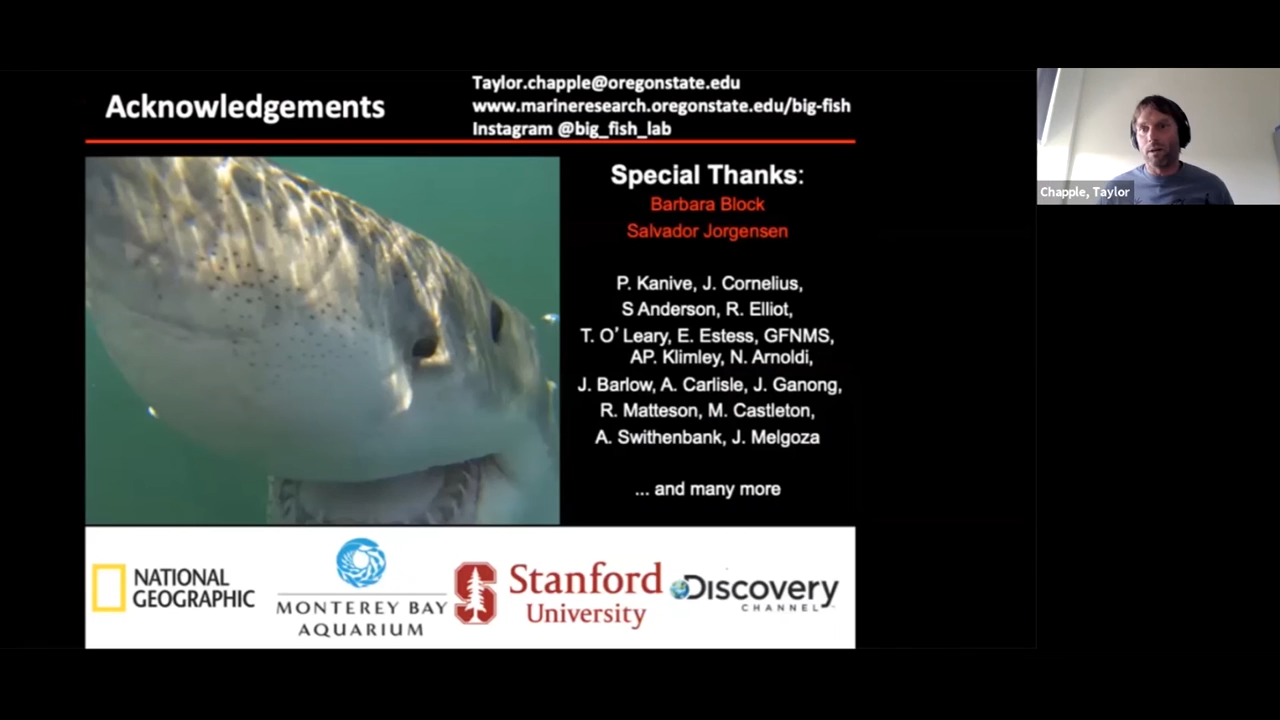 Acknowledgements
Taylor.chapple@oregonstate.edu
www.marineresearch.oregonstate.edu/big-fish
Instagram @big_fish_lab
Special Thanks:
Barbara Block
Salvador Jorgensen
P. Kanive, J. Cornelius,
S Anderson, R. Elliot,
T. O' Leary, E. Estess, GFNMS,
AP. Klimley, N. Arnoldi,
J. Barlow, A. Carlisle, J. Ganong,
R. Matteson, M. Castleton,
A. Swithenbank, J. Melgoza
... and many more
NATIONAL
GEOGRAPHIC
MONTEREY BAY
AQUARIUM
S
Stanford
University
Discovery
CHANNEL
Chapple, Taylor